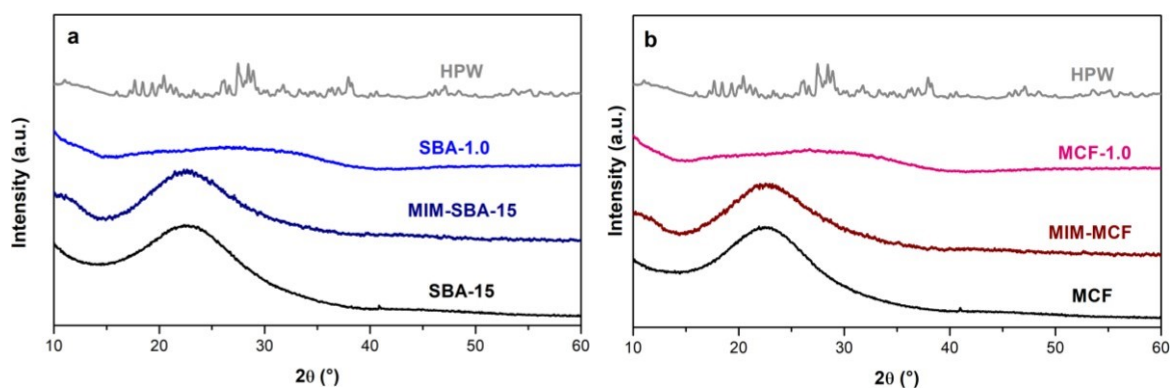 a
HPW
SBA-1.0
MIM-SBA-15
SBA-15
Intensity (a.u.)
10 20 30 40 50 60
2θ (°)
b
HPW
MCF-1.0
MIM-MCF
MCF
Intensity (a.u.)
10 20 30 40 50 60
2θ (°)